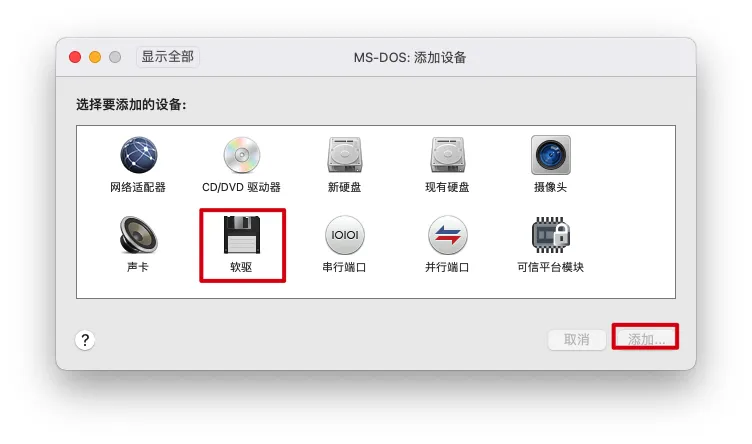 显示全部
MS-DOS: 添加设备
选择要添加的设备:
网络适配器
CD/DVD 驱动器
新硬盘
现有硬盘
摄像头
声卡
软驱
IOIOI
串行端口
并行端口
可信平台模块
?
取消
添加...